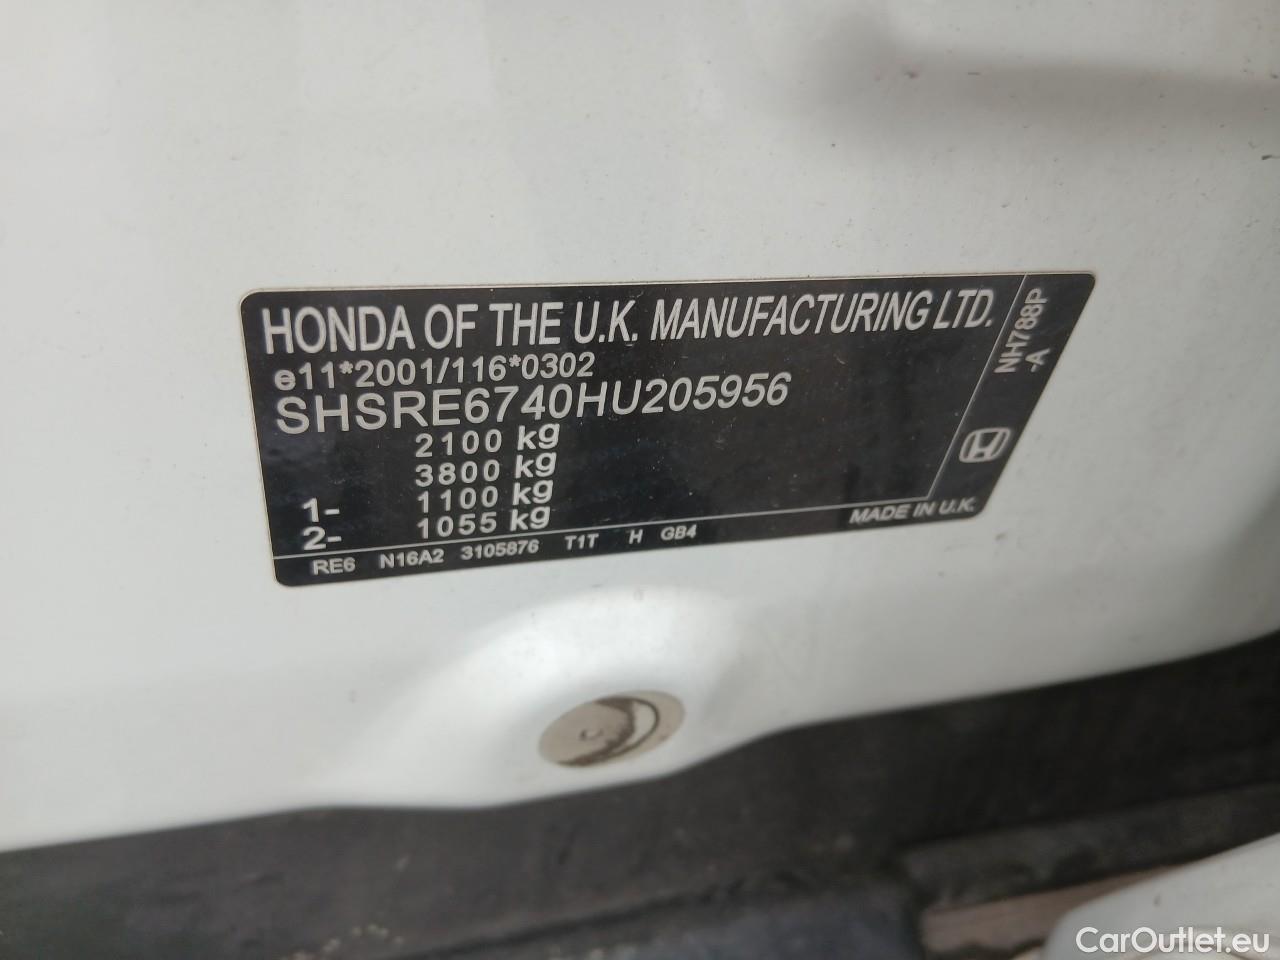 HONDA OF THE U.K. MANUFACTURING LTD.
e11*2001/116*0302
SHSRE6740HU205956
2100 kg
3800 kg
1- 1100 kg
2- 1055 kg
RE6 N16A2 3105876 T1T H GB4
NH788P
-A
MADE IN U.K.
CarOutlet.eu